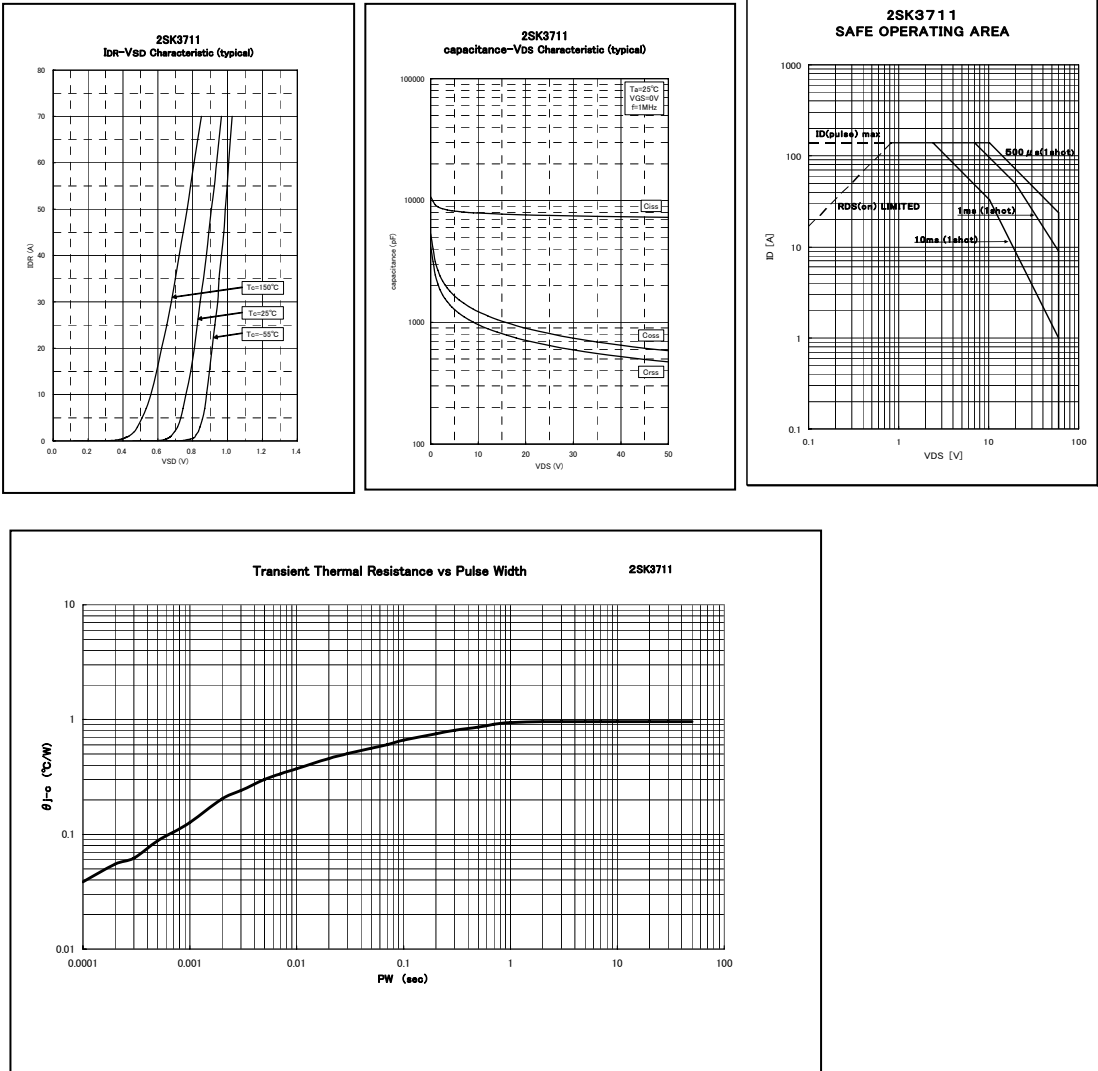 2SK3711
IDR-VSD Characteristic (typical)
80
70
60
50
40
30
20
10
0
IDR (A)
Tc=150℃
Tc=25℃
Tc=-55℃
0.0 0.2 0.4 0.6 0.8 1.0 1.2 1.4
VSD (V)
2SK3711
capacitance-VDS Characteristic (typical)
100000
10000
1000
100
capacitance (pF)
Ta=25℃
VGS=0V
f=1MHz
Ciss
Coss
Crss
0 10 20 30 40 50
VDS (V)
2SK3711
SAFE OPERATING AREA
1000
100
10
1
0.1
ID [A]
ID(pulse) max
500μs(1shot)
RDS(on) LIMITED
1ms (1shot)
10ms (1shot)
0.1 1 10 100
VDS [V]
Transient Thermal Resistance vs Pulse Width 2SK3711
10
1
0.1
0.01
θj-c (℃/W)
0.0001 0.001 0.01 0.1 1 10 100
PW (sec)